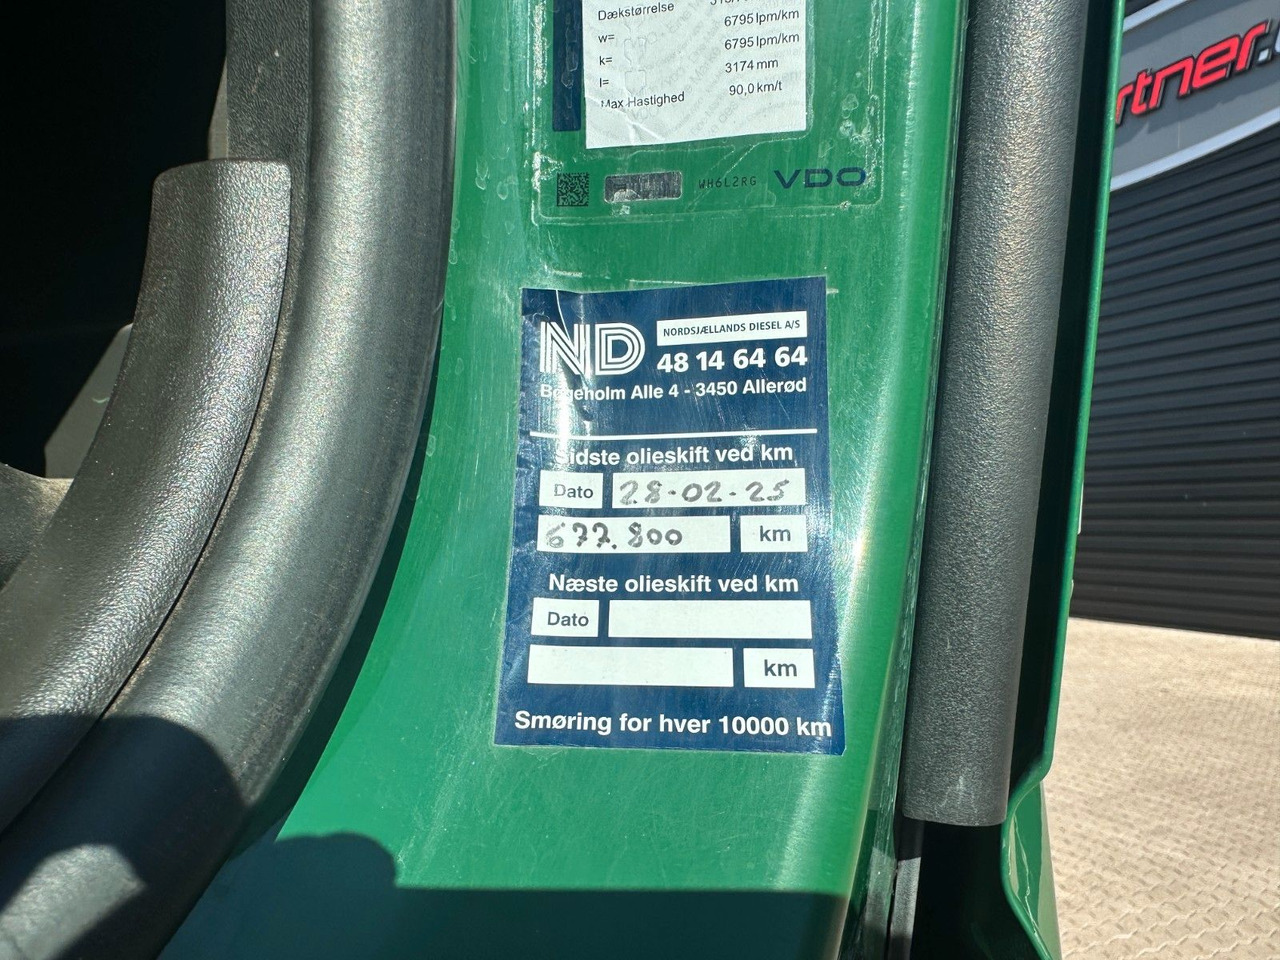 Dækstørrelse
w= 6795 lpm/km
k= 6795 lpm/km
l= 3174 mm
Max Hastighed 90,0 km/t
WH6L2RG VDO
ND NORDSJÆLLANDS DIESEL A/S
48 14 64 64
Bøgeholm Alle 4 - 3450 Allerød
Sidste olieskift ved km
Dato 28-02-25
677.800 km
Næste olieskift ved km
Dato
km
Smøring for hver 10000 km